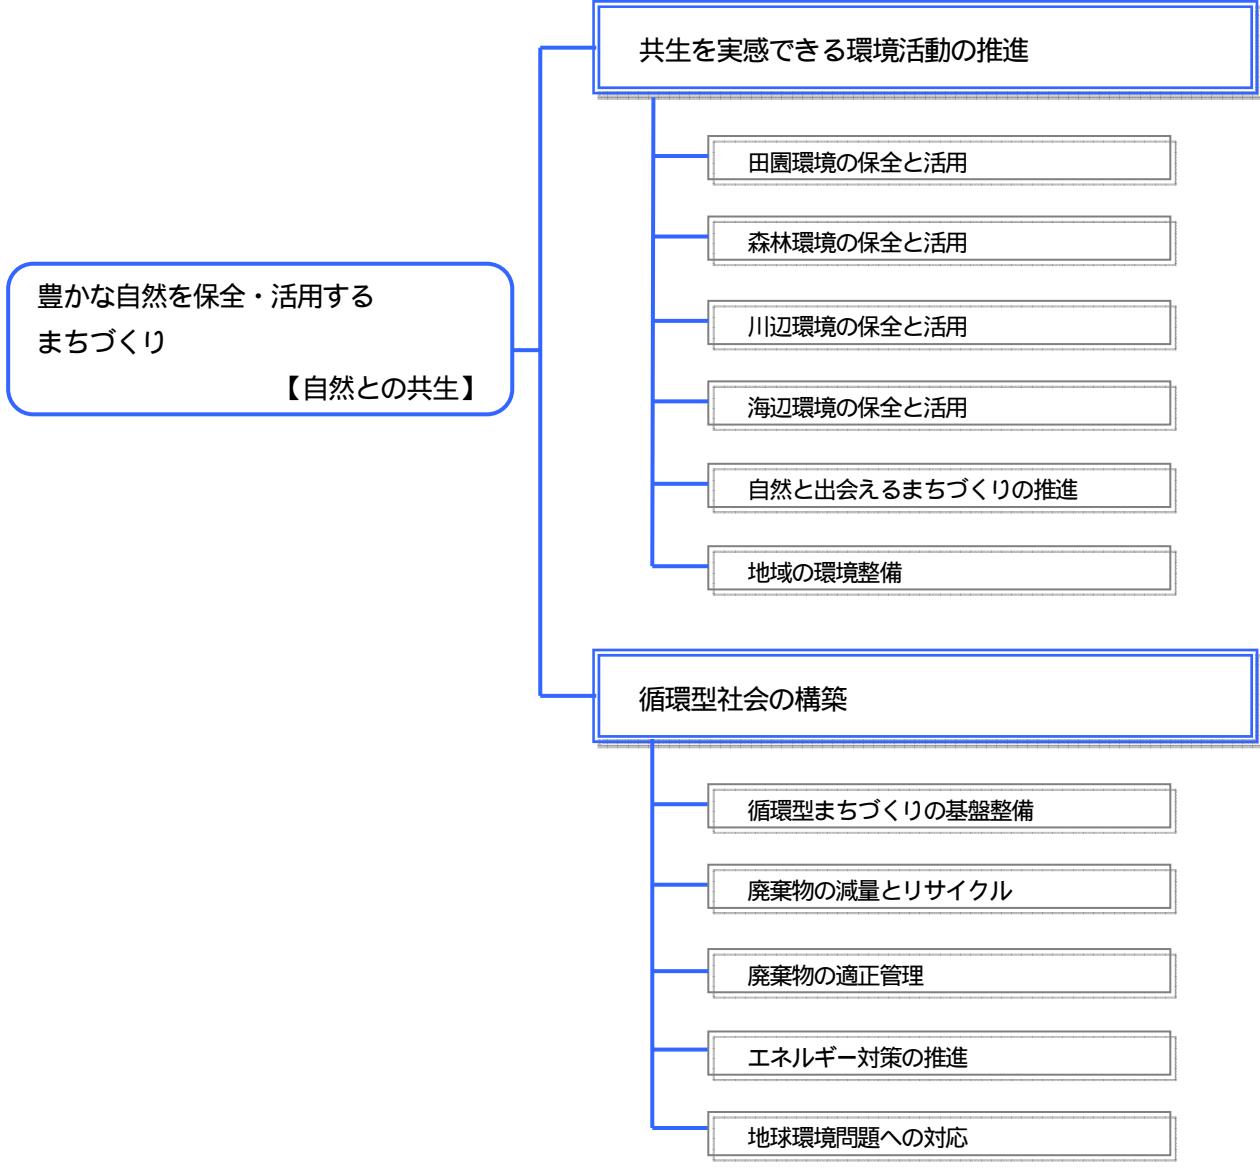 豊かな自然を保全・活用する
まちづくり
【自然との共生】
共生を実感できる環境活動の推進
田園環境の保全と活用
森林環境の保全と活用
川辺環境の保全と活用
海辺環境の保全と活用
自然と出会えるまちづくりの推進
地域の環境整備
循環型社会の構築
循環型まちづくりの基盤整備
廃棄物の減量とリサイクル
廃棄物の適正管理
エネルギー対策の推進
地球環境問題への対応